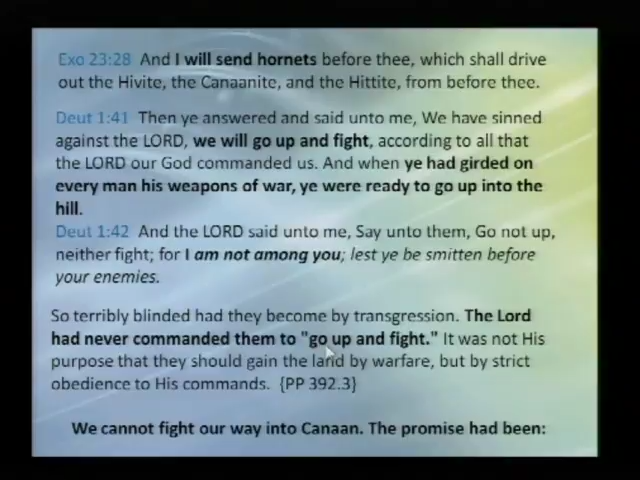 Exo 23:28 And I will send hornets before thee, which shall drive
out the Hivite, the Canaanite, and the Hittite, from before thee.
Deut 1:41 Then ye answered and said unto me, We have sinned
against the LORD, we will go up and fight, according to all that
the LORD our God commanded us. And when ye had girded on
every man his weapons of war, ye were ready to go up into the
hill.
Deut 1:42 And the LORD said unto me, Say unto them, Go not up,
neither fight; for I am not among you; lest ye be smitten before
your enemies.
So terribly blinded had they become by transgression. The Lord
had never commanded them to "go up and fight." It was not His
purpose that they should gain the land by warfare, but by strict
obedience to His commands. {PP 392.3}
We cannot fight our way into Canaan. The promise had been: